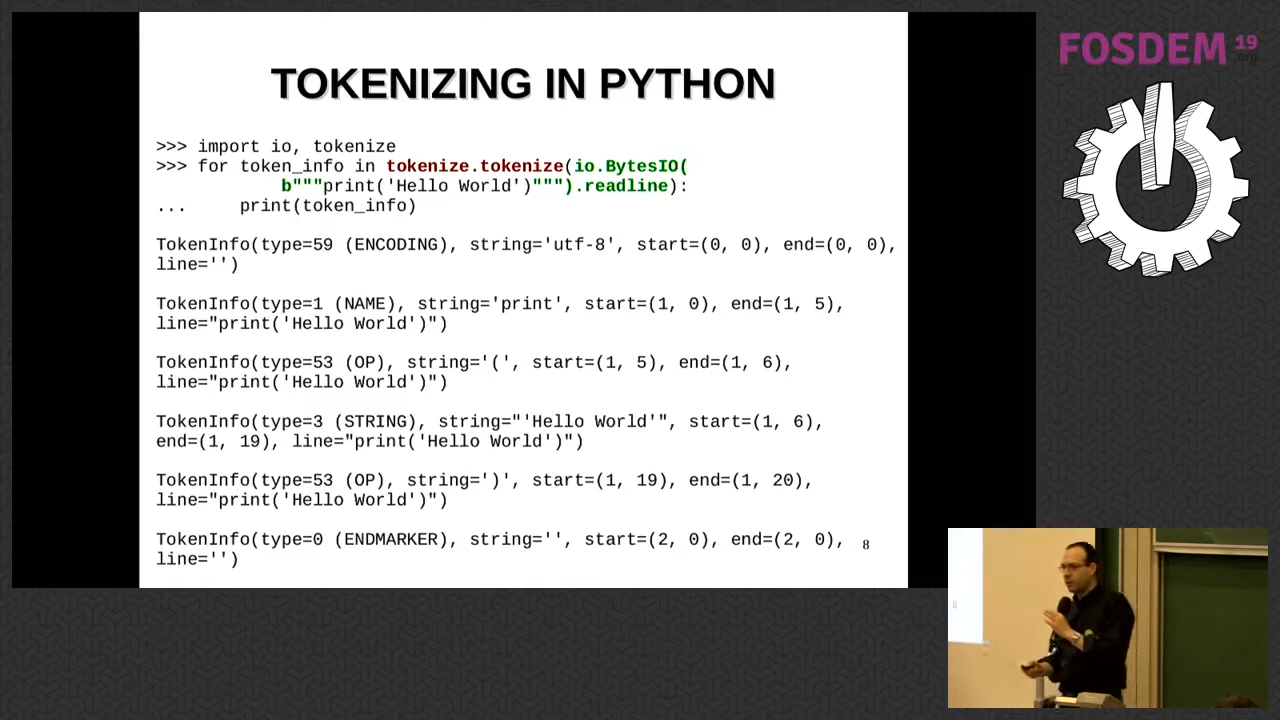 FOSDEM 19
.org
TOKENIZING IN PYTHON
>>> import io, tokenize
>>> for token_info in tokenize.tokenize(io.BytesIO(
b"""print('Hello World')""").readline):
... print(token_info)
TokenInfo(type=59 (ENCODING), string='utf-8', start=(0, 0), end=(0, 0),
line='')
TokenInfo(type=1 (NAME), string='print', start=(1, 0), end=(1, 5),
line="print('Hello World')")
TokenInfo(type=53 (OP), string='(', start=(1, 5), end=(1, 6),
line="print('Hello World')")
TokenInfo(type=3 (STRING), string="'Hello World'", start=(1, 6),
end=(1, 19), line="print('Hello World')")
TokenInfo(type=53 (OP), string=')', start=(1, 19), end=(1, 20),
line="print('Hello World')")
TokenInfo(type=0 (ENDMARKER), string='', start=(2, 0), end=(2, 0),
line='')
8